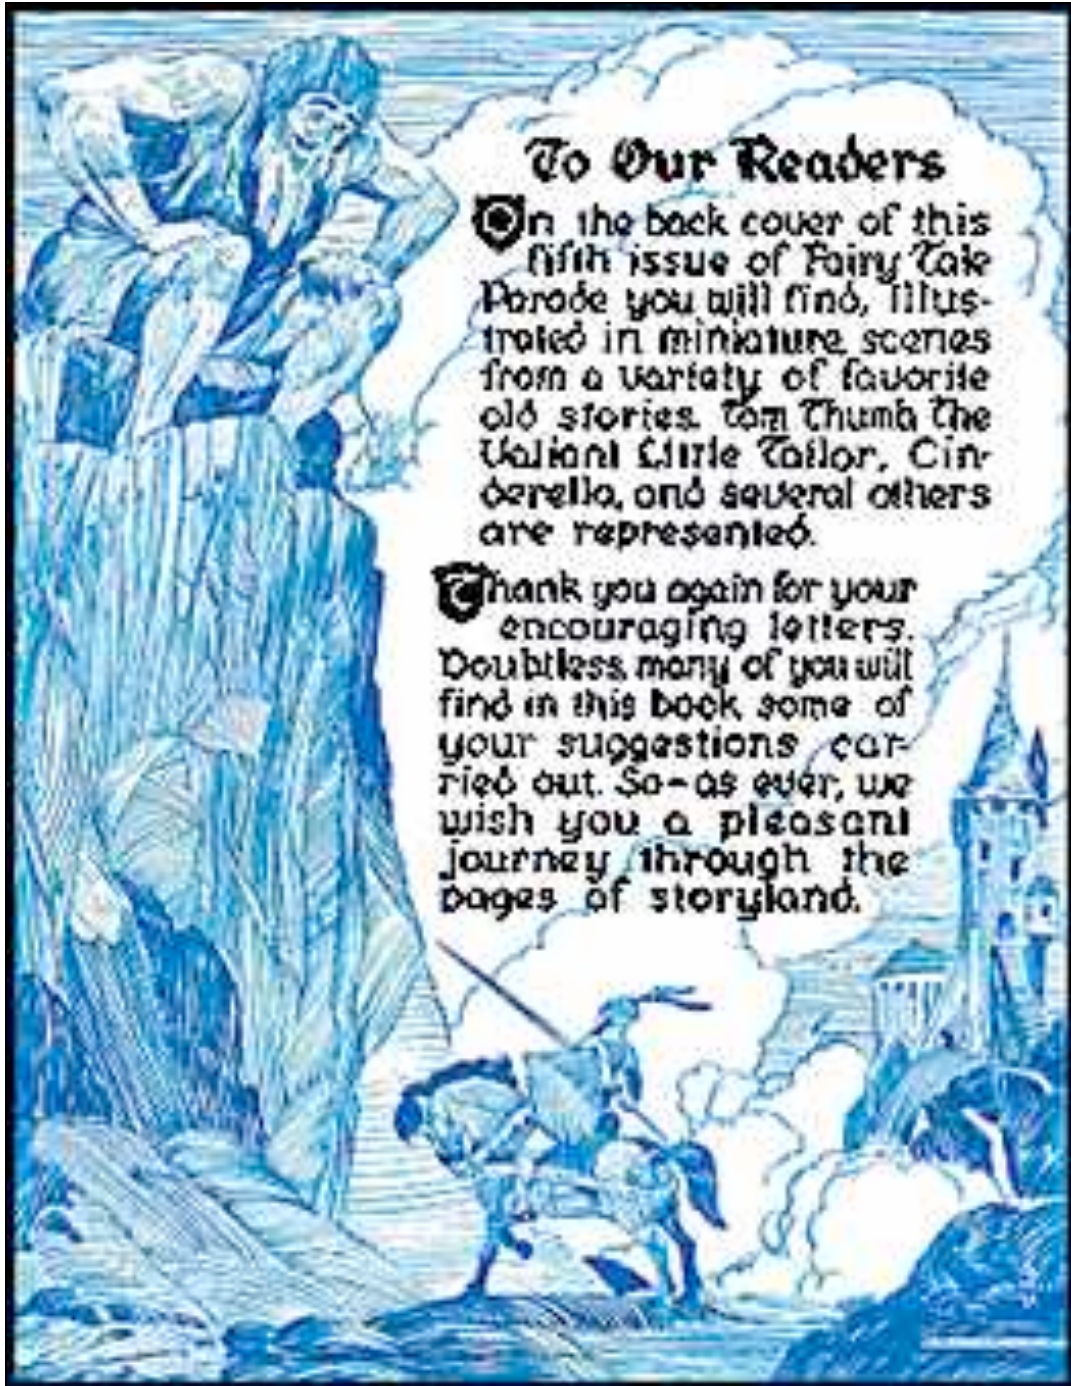 To Our Readers
On the back cover of this
fifth issue of Fairy Tale
Parade you will find, illus-
trated in miniature, scenes
from a variety of favorite
old stories. Tom Thumb The
Valiant Little Tailor, Cin-
derella, and several others
are represented.
Thank you again for your
encouraging letters.
Doubtless, many of you will
find in this book some of
your suggestions car-
ried out. So-as ever, we
wish you a pleasant
journey through the
pages of storyland.